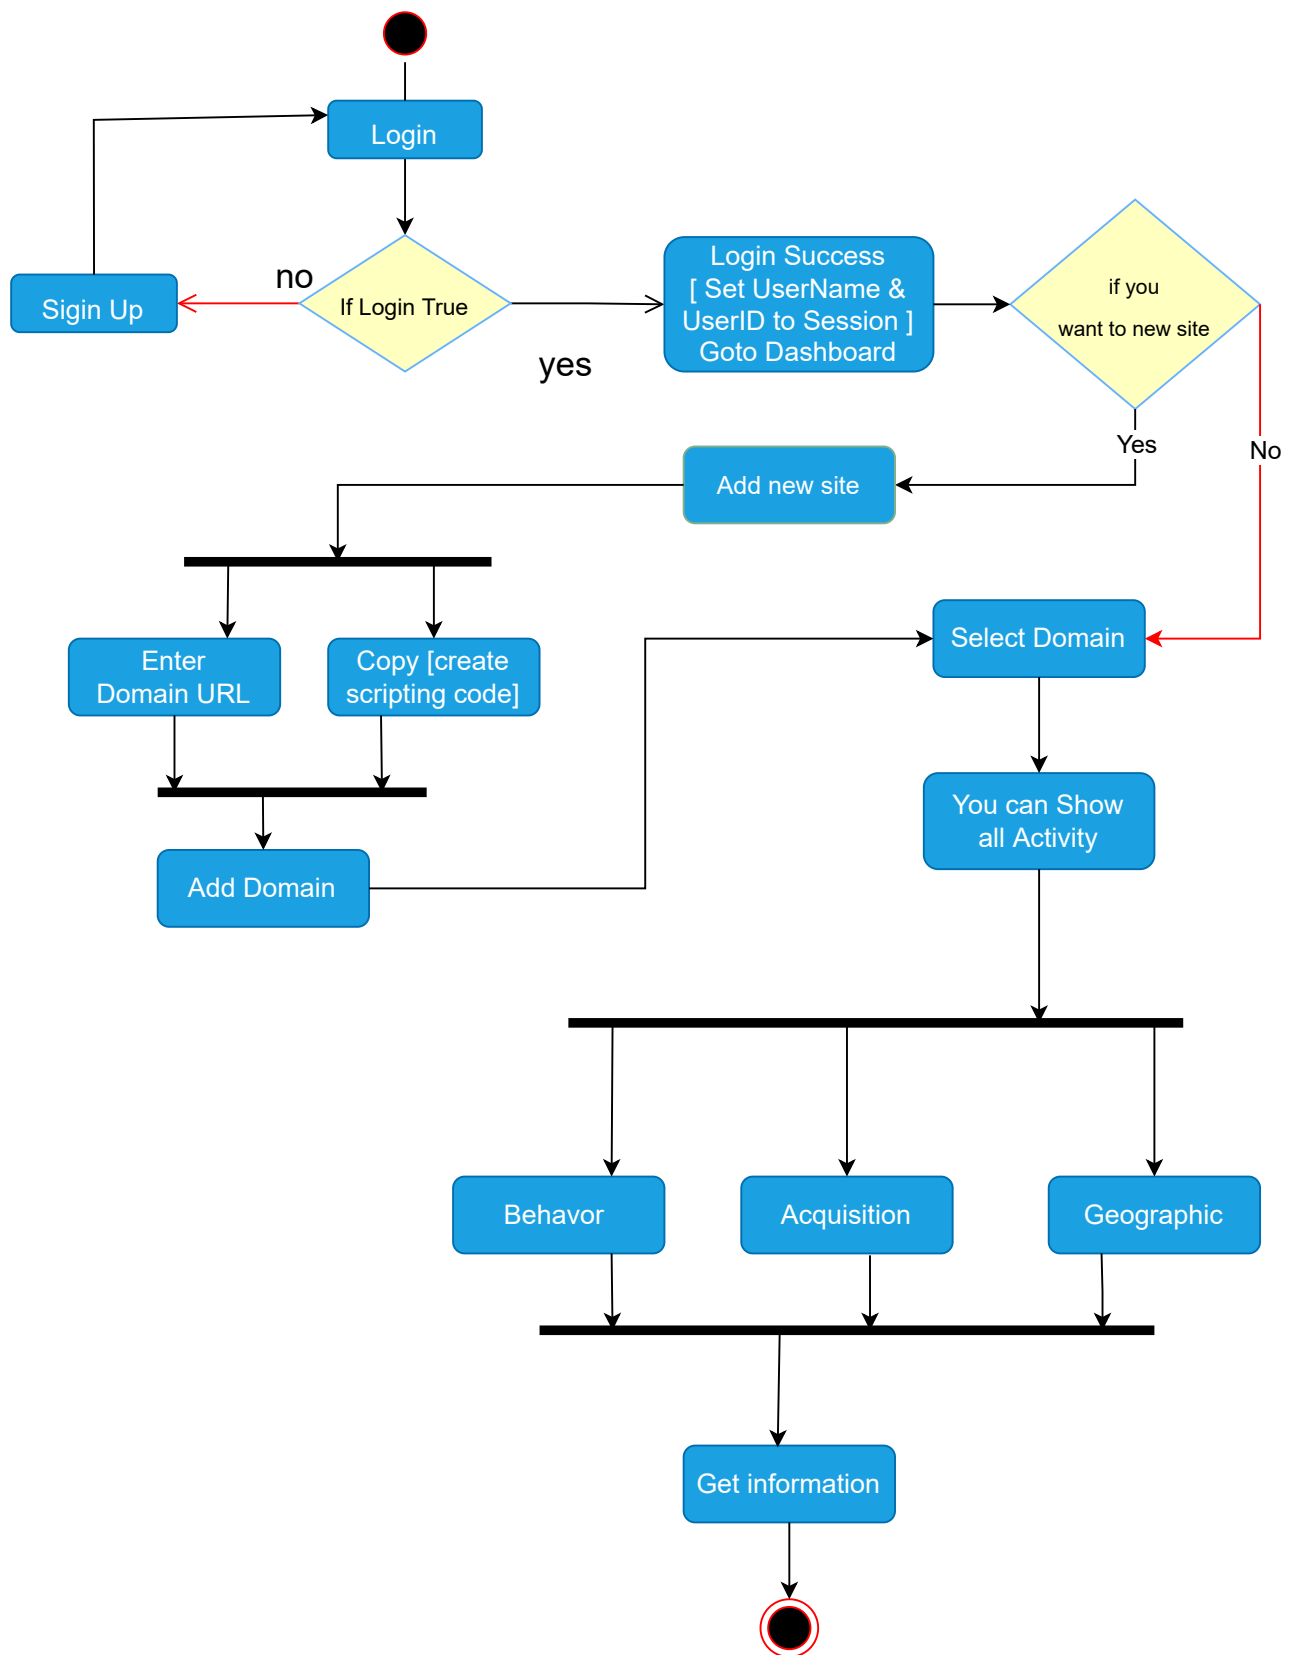 Login
no
If Login True
Sigin Up
yes
Login Success
[ Set UserName &
UserID to Session ]
Goto Dashboard
if you
want to new site
Yes
No
Add new site
Enter
Domain URL
Copy [create
scripting code]
Select Domain
You can Show
all Activity
Add Domain
Behavor
Acquisition
Geographic
Get information